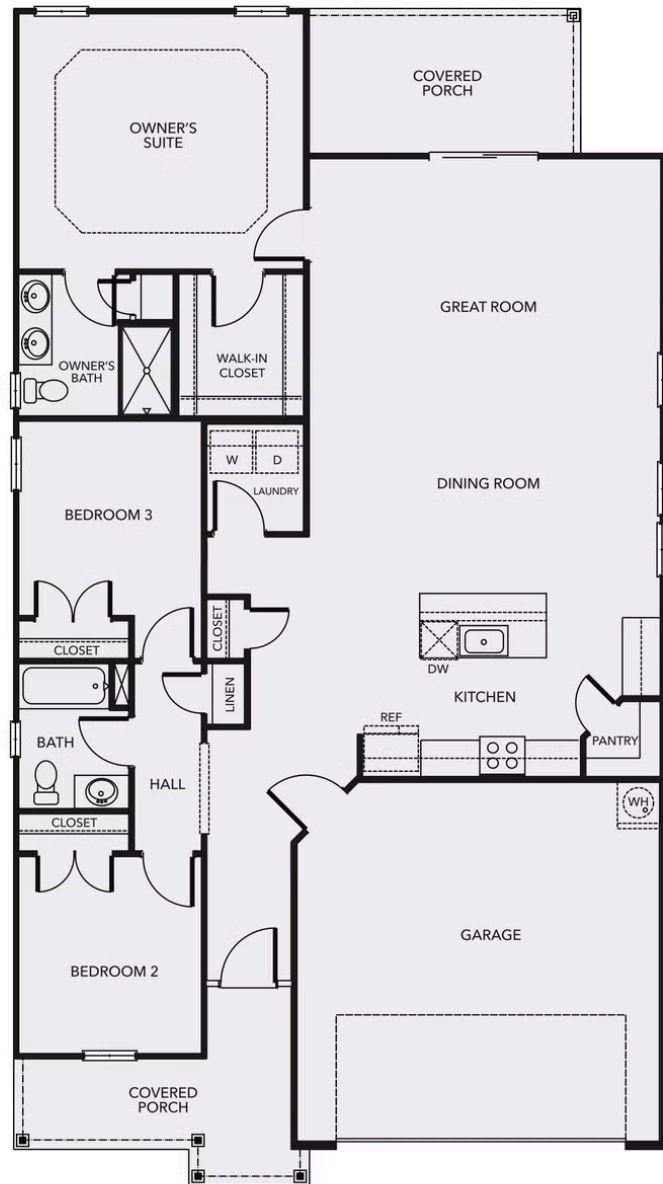 COVERED
PORCH
OWNER'S
SUITE
GREAT ROOM
OWNER'S
BATH
WALK-IN
CLOSET
W
D
LAUNDRY
DINING ROOM
BEDROOM 3
CLOSET
CLOSET
DW
LINEN
KITCHEN
REF
PANTRY
BATH
HALL
WH
CLOSET
GARAGE
BEDROOM 2
COVERED
PORCH